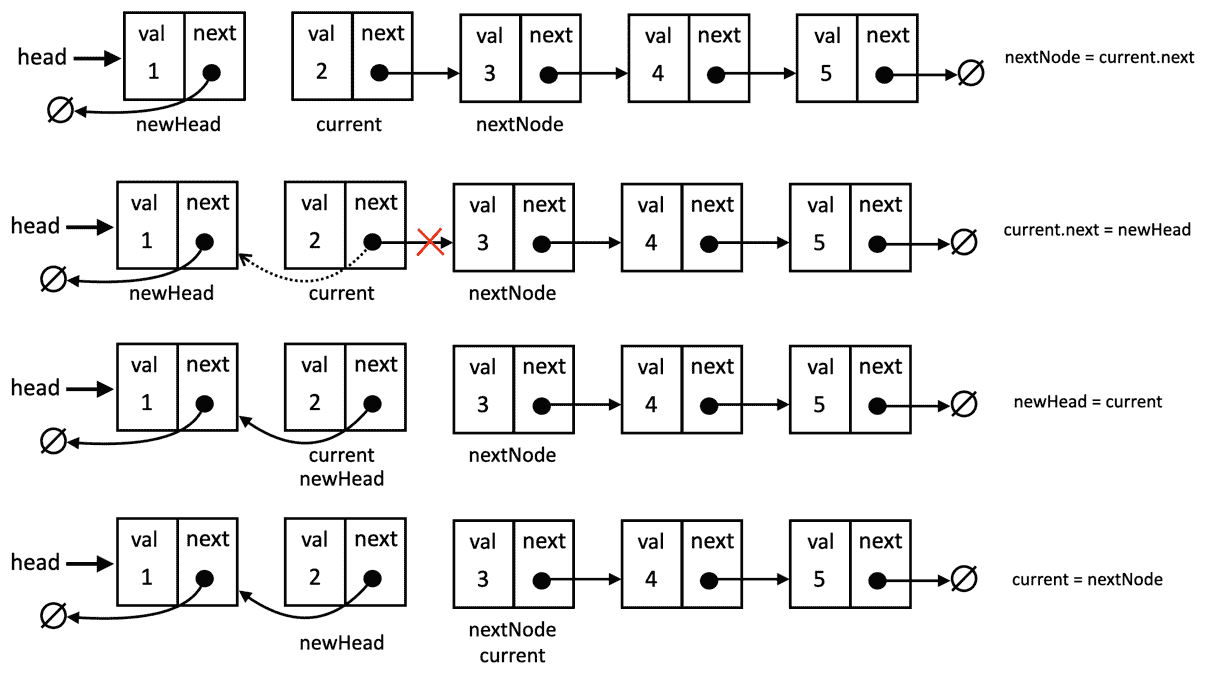 val next val next val next val next val next
head 1 2 3 4 5 nextNode = current.next
newHead current nextNode
val next val next val next val next val next
head 1 2 3 4 5 current.next = newHead
newHead current nextNode
val next val next val next val next val next
head 1 2 3 4 5 newHead = current
current nextNode
newHead
val next val next val next val next val next
head 1 2 3 4 5 current = nextNode
newHead nextNode
current